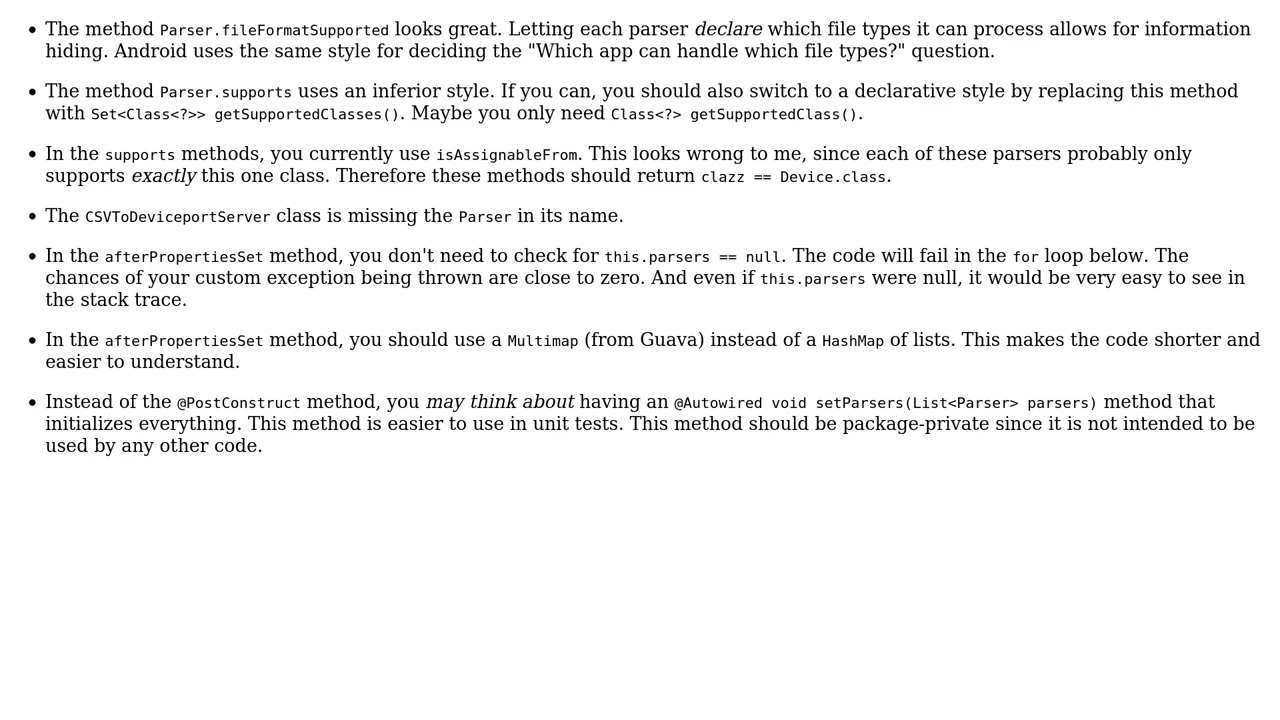 The method Parser.fileFormatSupported looks great. Letting each parser declare which file types it can process allows for information
hiding. Android uses the same style for deciding the "Which app can handle which file types?" question.
The method Parser.supports uses an inferior style. If you can, you should also switch to a declarative style by replacing this method
with Set<Class<?>> getSupportedClasses(). Maybe you only need Class<?> getSupportedClass().
In the supports methods, you currently use isAssignableFrom. This looks wrong to me, since each of these parsers probably only
supports exactly this one class. Therefore these methods should return clazz == Device.class.
The CSVToDeviceportServer class is missing the Parser in its name.
In the afterPropertiesSet method, you don't need to check for this.parsers == null. The code will fail in the for loop below. The
chances of your custom exception being thrown are close to zero. And even if this.parsers were null, it would be very easy to see in
the stack trace.
In the afterPropertiesSet method, you should use a Multimap (from Guava) instead of a HashMap of lists. This makes the code shorter and
easier to understand.
Instead of the @PostConstruct method, you may think about having an @Autowired void setParsers(List<Parser> parsers) method that
initializes everything. This method is easier to use in unit tests. This method should be package-private since it is not intended to be
used by any other code.